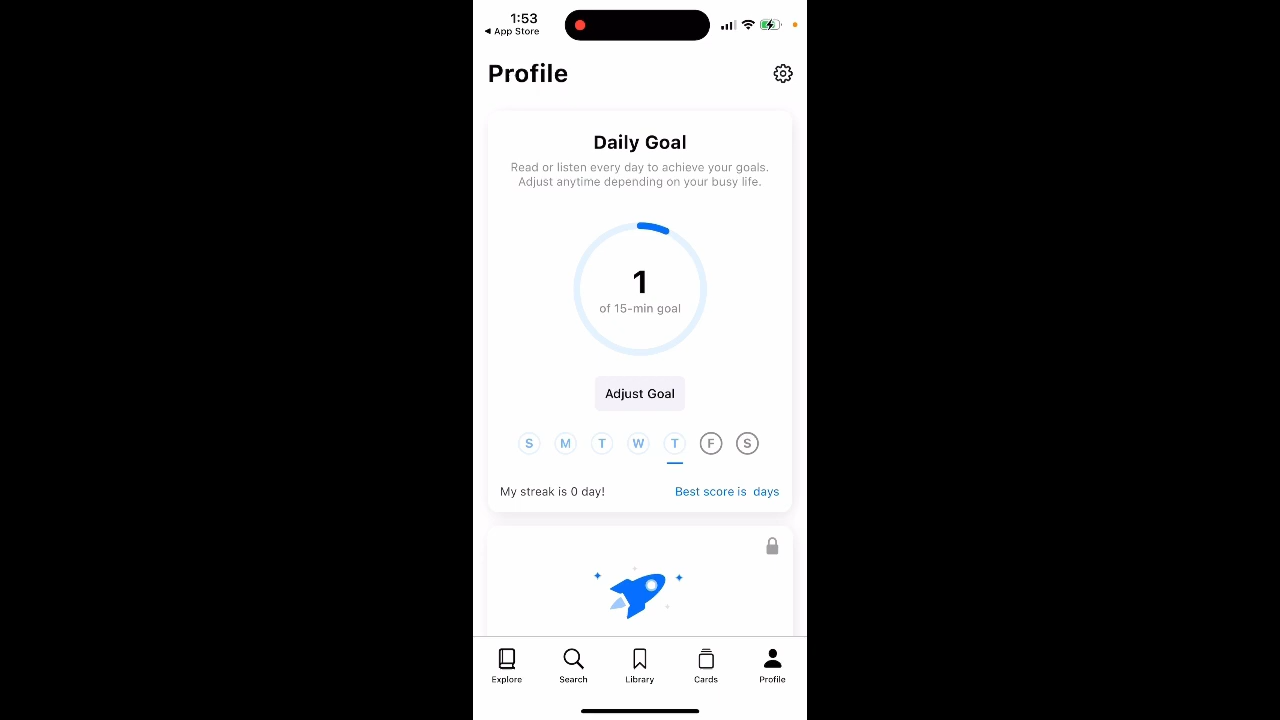 1:53
◀ App Store
Profile
Daily Goal
Read or listen every day to achieve your goals.
Adjust anytime depending on your busy life.
1
of 15-min goal
Adjust Goal
S M T W T F S
My streak is 0 day!
Best score is  days
Explore
Search
Library
Cards
Profile